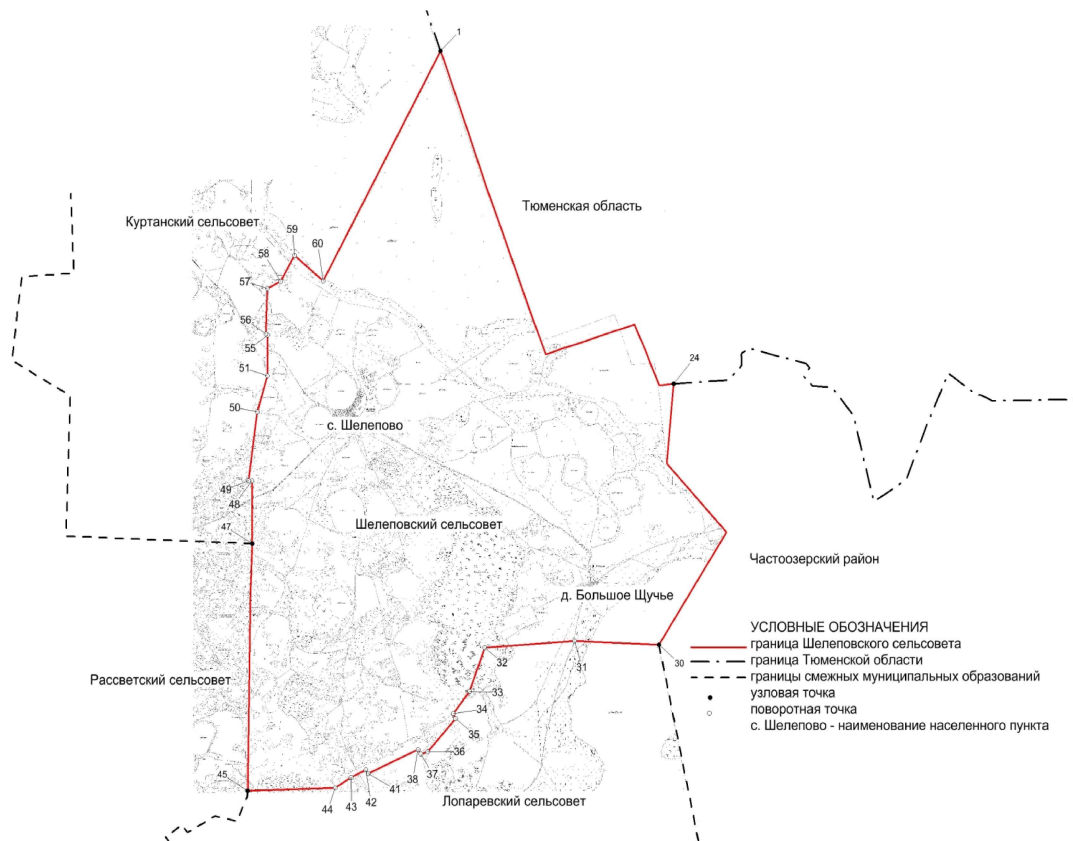 1
Тюменская область
Куртанский сельсовет
59
58
60
57
56
55
51
24
50
с. Шелепово
49
48
Шелеповский сельсовет
47
Частоозерский район
д. Большое Щучье
УСЛОВНЫЕ ОБОЗНАЧЕНИЯ
граница Шелеповского сельсовета
граница Тюменской области
границы смежных муниципальных образований
узловая точка
поворотная точка
с. Шелепово - наименование населенного пункта
32
31
30
Рассветский сельсовет
33
34
35
36
37
38
45
41
42
43
44
Лопаревский сельсовет